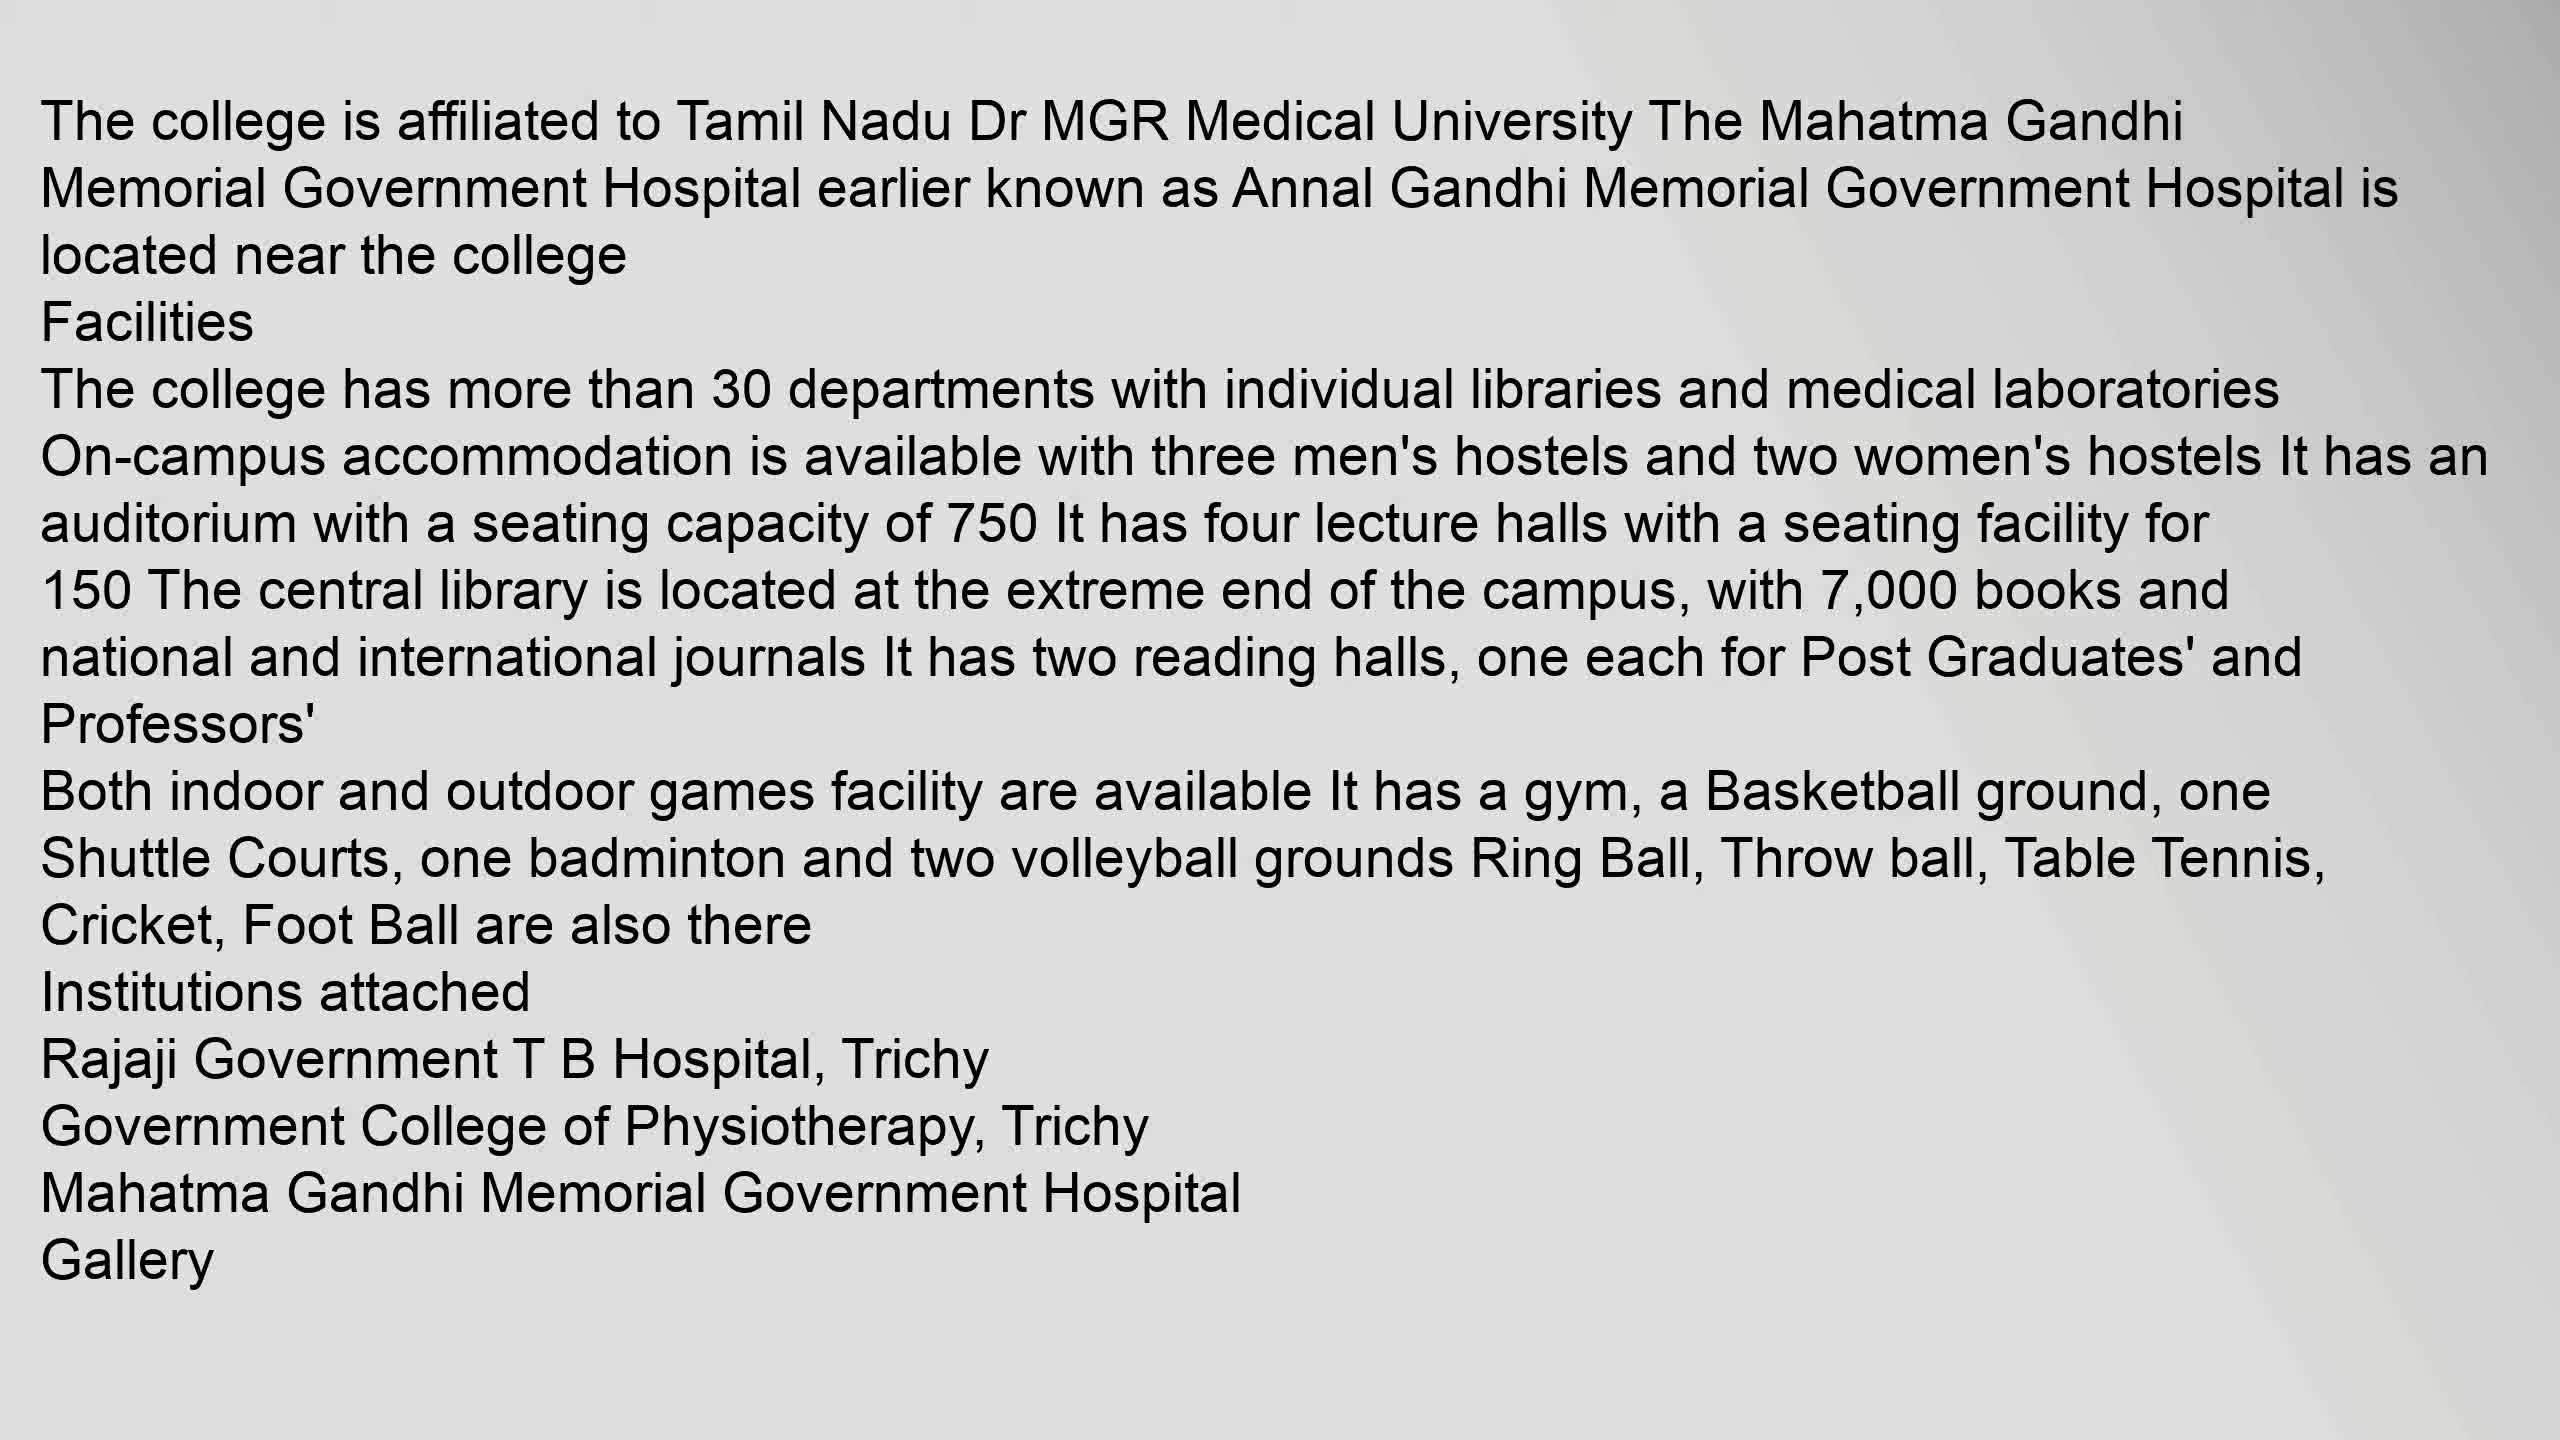 The college is affiliated to Tamil Nadu Dr MGR Medical University The Mahatma Gandhi
Memorial Government Hospital earlier known as Annal Gandhi Memorial Government Hospital is
located near the college
Facilities
The college has more than 30 departments with individual libraries and medical laboratories
On-campus accommodation is available with three men's hostels and two women's hostels It has an
auditorium with a seating capacity of 750 It has four lecture halls with a seating facility for
150 The central library is located at the extreme end of the campus, with 7,000 books and
national and international journals It has two reading halls, one each for Post Graduates' and
Professors'
Both indoor and outdoor games facility are available It has a gym, a Basketball ground, one
Shuttle Courts, one badminton and two volleyball grounds Ring Ball, Throw ball, Table Tennis,
Cricket, Foot Ball are also there
Institutions attached
Rajaji Government T B Hospital, Trichy
Government College of Physiotherapy, Trichy
Mahatma Gandhi Memorial Government Hospital
Gallery